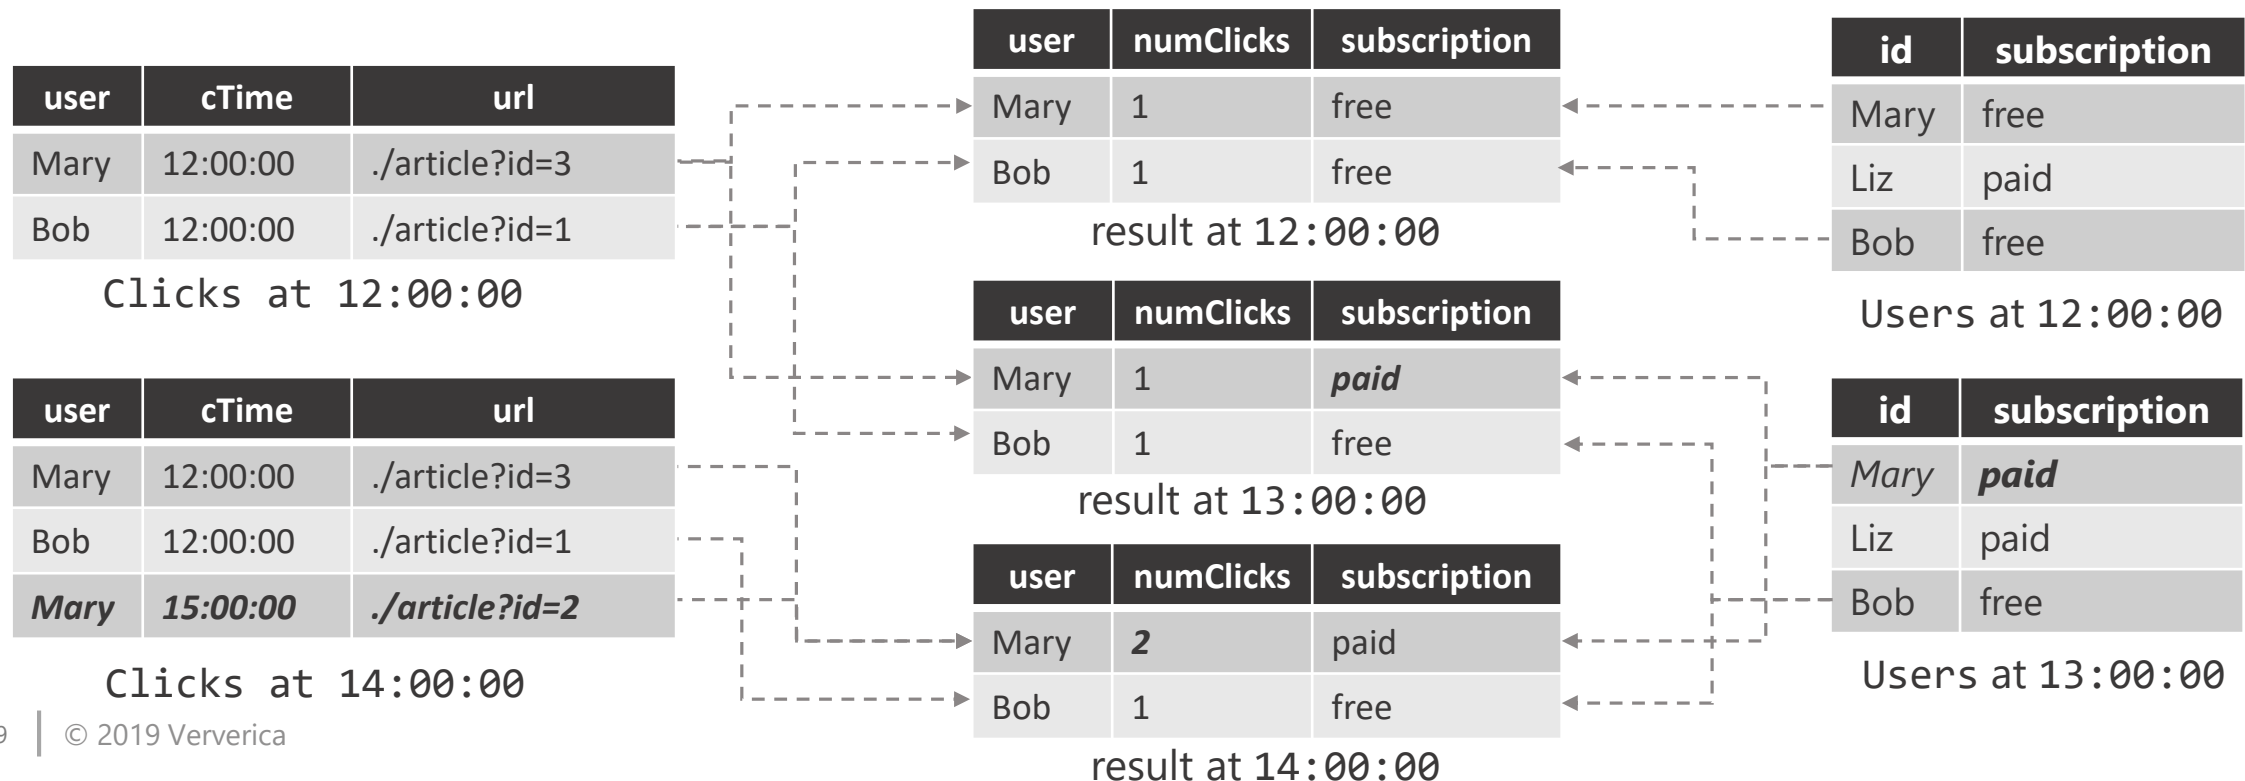 user cTime url
Mary 12:00:00 ./article?id=3
Bob 12:00:00 ./article?id=1
Clicks at 12:00:00
user cTime url
Mary 12:00:00 ./article?id=3
Bob 12:00:00 ./article?id=1
Mary 15:00:00 ./article?id=2
Clicks at 14:00:00
user numClicks subscription
Mary 1 free
Bob 1 free
result at 12:00:00
user numClicks subscription
Mary 1 paid
Bob 1 free
result at 13:00:00
user numClicks subscription
Mary 2 paid
Bob 1 free
result at 14:00:00
id subscription
Mary free
Liz paid
Bob free
Users at 12:00:00
id subscription
Mary paid
Liz paid
Bob free
Users at 13:00:00
9 © 2019 Ververica